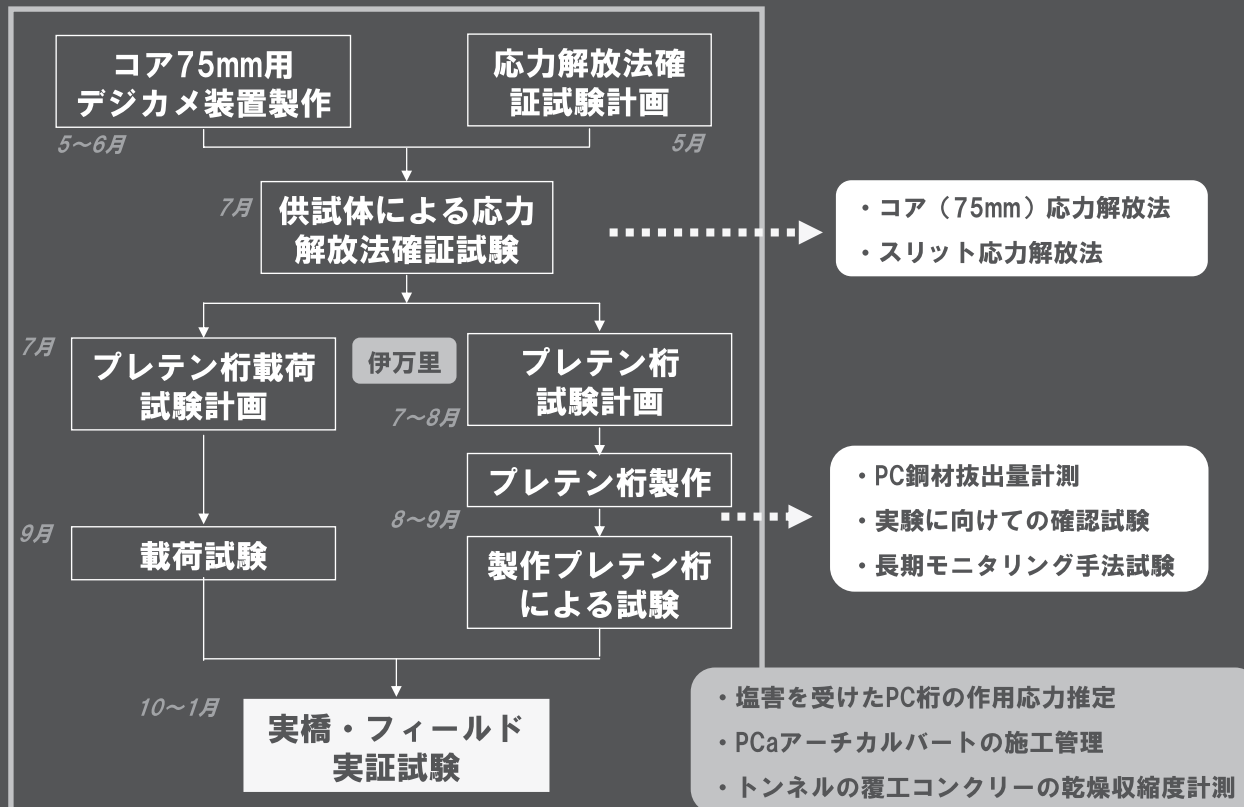 コア75mm用
デジカメ装置製作
5～6月
応力解放法確
証試験計画
5月
7月
供試体による応力
解放法確証試験
・コア（75mm）応力解放法
・スリット応力解放法
7月
プレテン桁載荷
試験計画
伊万里
プレテン桁
試験計画
7～8月
プレテン桁製作
8～9月
・PC鋼材抜出量計測
・実験に向けての確認試験
・長期モニタリング手法試験
9月
載荷試験
製作プレテン桁
による試験
10～1月
実橋・フィールド
実証試験
・塩害を受けたPC桁の作用応力推定
・PCaアーチカルバートの施工管理
・トンネルの覆工コンクリーの乾燥収縮度計測